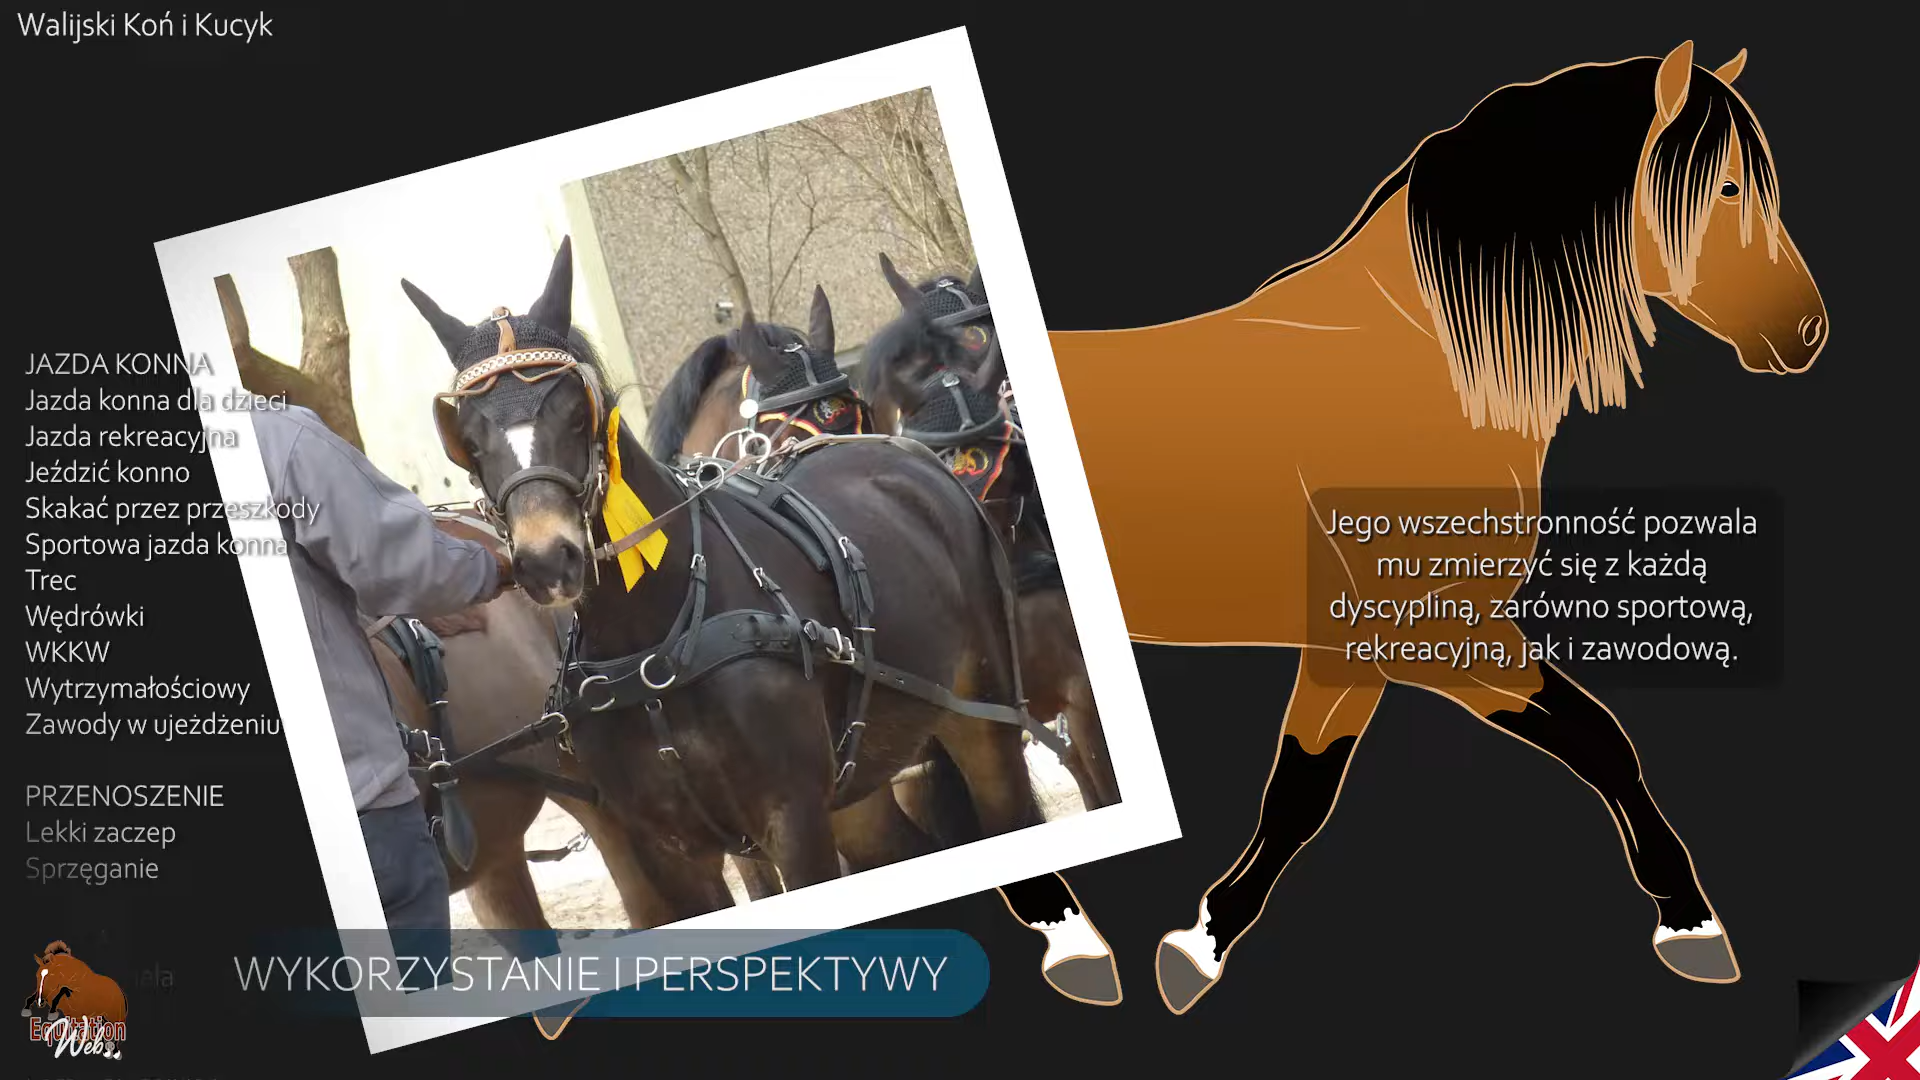 Walijski Koń i Kucyk
JAZDA KONNA
Jazda konna dla dzieci
Jazda rekreacyjna
Jeździć konno
Skakać przez przeszkody
Sportowa jazda konna
Trec
Wędrówki
WKKW
Wytrzymałościowy
Zawody w ujeżdżeniu
PRZENOSZENIE
Lekki zaczep
Sprzęganie
Jego wszechstronność pozwala
mu zmierzyć się z każdą
dyscypliną, zarówno sportową,
rekreacyjną, jak i zawodową.
WYKORZYSTANIE I PERSPEKTYWY
Equitation
Webs